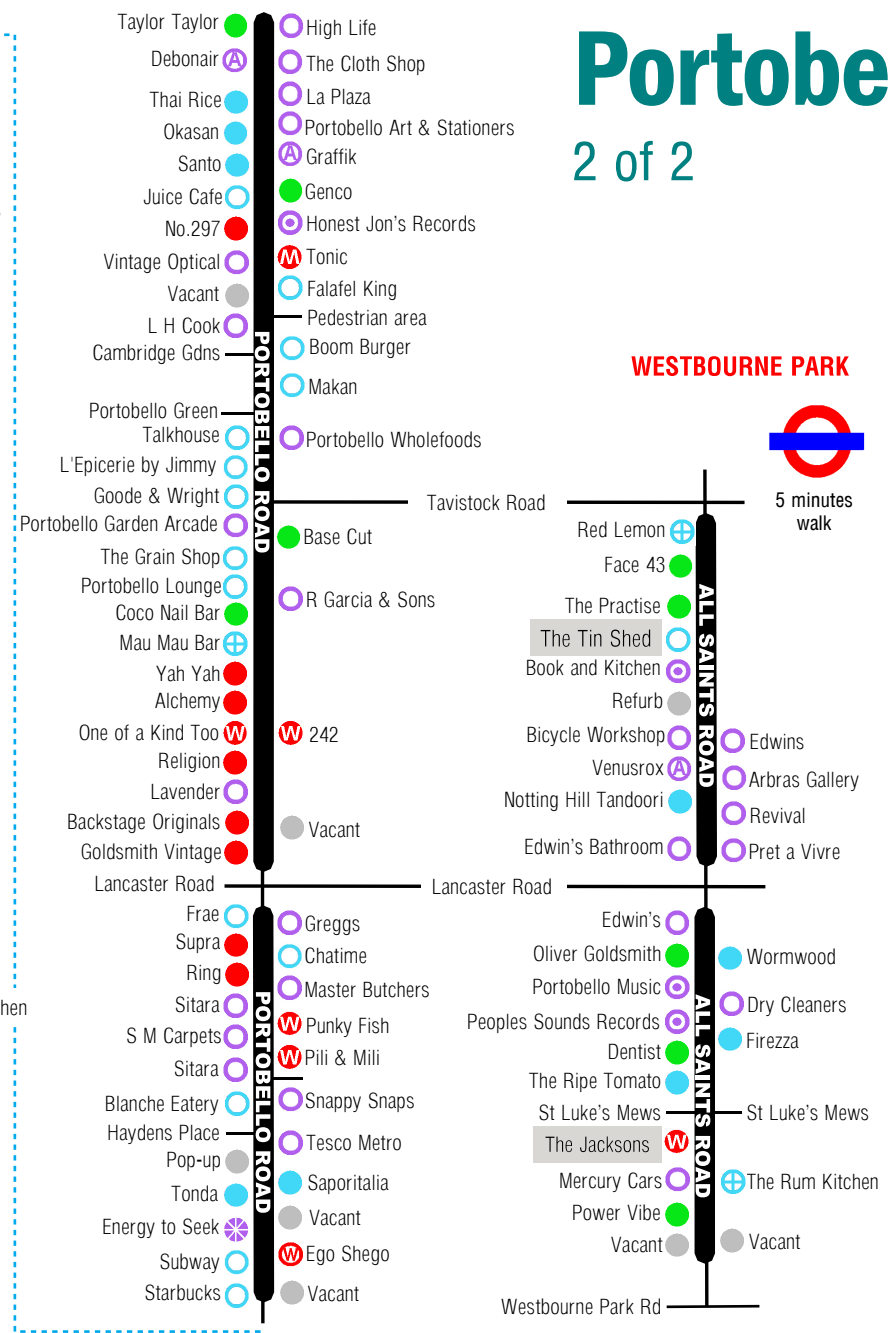 Portobe
2 of 2
Taylor Taylor
Debonair
A
Thai Rice
Okasan
Santo
Juice Cafe
No.297
Vintage Optical
Vacant
L H Cook
Cambridge Gdns
Portobello Green
Talkhouse
L'Epicerie by Jimmy
Goode & Wright
Portobello Garden Arcade
The Grain Shop
Portobello Lounge
Coco Nail Bar
Mau Mau Bar
Yah Yah
Alchemy
One of a Kind Too
W
Religion
Lavender
Backstage Originals
Goldsmith Vintage
Lancaster Road
Frae
Supra
Ring
Sitara
S M Carpets
Sitara
Blanche Eatery
Haydens Place
Pop-up
Tonda
Energy to Seek
Subway
Starbucks
hen
PORTOBELLO ROAD
PORTOBELLO ROAD
High Life
The Cloth Shop
La Plaza
Portobello Art & Stationers
A
Graffik
Genco
Honest Jon's Records
M
Tonic
Falafel King
Pedestrian area
Boom Burger
Makan
Portobello Wholefoods
Tavistock Road
Base Cut
R Garcia & Sons
W
242
Vacant
Lancaster Road
Greggs
Chatime
Master Butchers
W
Punky Fish
W
Pili & Mili
Snappy Snaps
Tesco Metro
Saporitalia
Vacant
W
Ego Shego
Vacant
WESTBOURNE PARK
5 minutes
walk
Red Lemon
Face 43
The Practise
The Tin Shed
Book and Kitchen
Refurb
Bicycle Workshop
Venusrox
A
Notting Hill Tandoori
Edwin's Bathroom
ALL SAINTS ROAD
Edwins
Arbras Gallery
Revival
Pret a Vivre
Edwin's
Oliver Goldsmith
Portobello Music
Peoples Sounds Records
Dentist
The Ripe Tomato
St Luke's Mews
The Jacksons
W
Mercury Cars
Power Vibe
Vacant
ALL SAINTS ROAD
Wormwood
Dry Cleaners
Firezza
St Luke's Mews
The Rum Kitchen
Vacant
Westbourne Park Rd